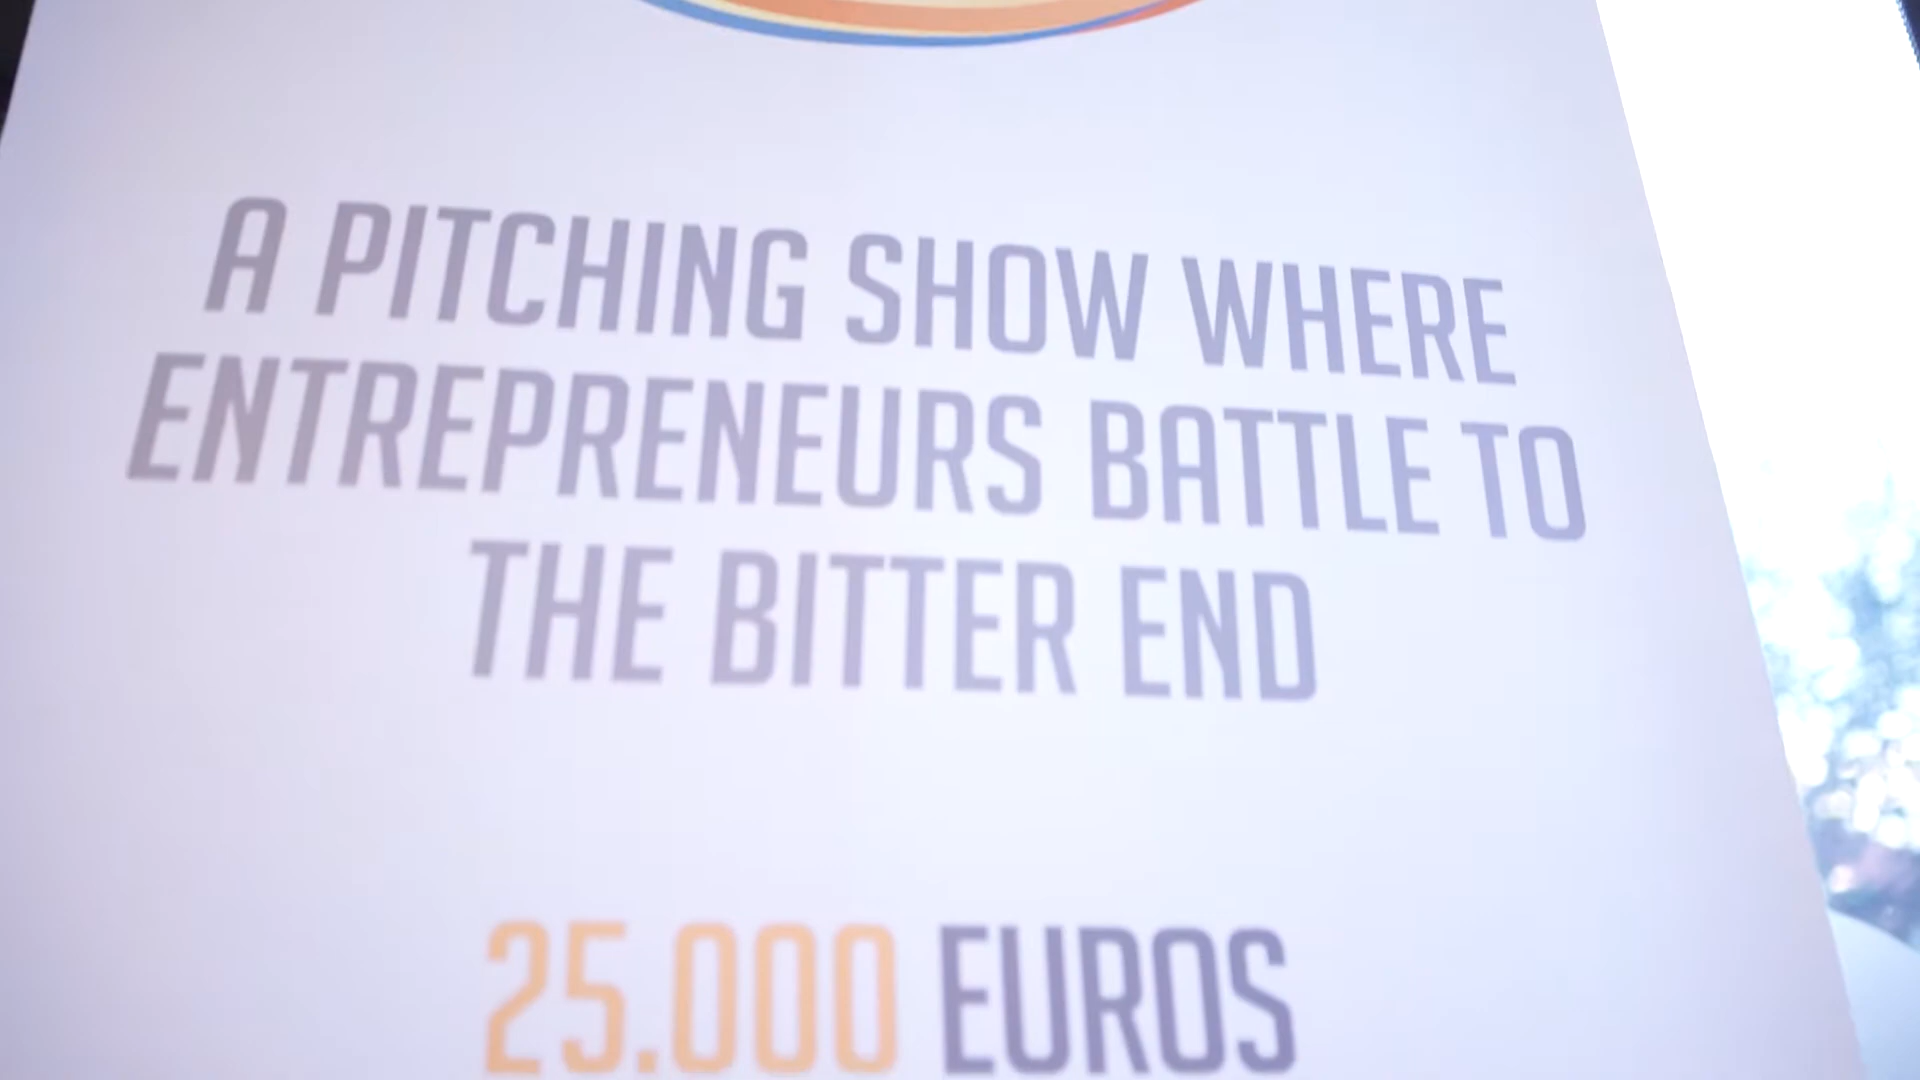 A PITCHING SHOW WHERE
ENTREPRENEURS BATTLE TO
THE BITTER END
25.000 EUROS